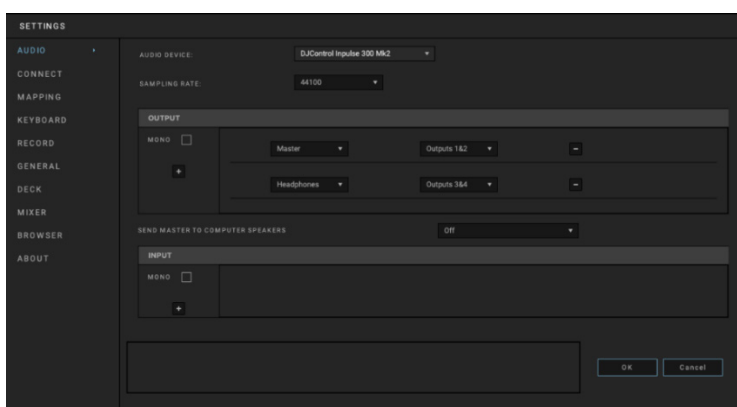 SETTINGS
AUDIO
CONNECT
MAPPING
KEYBOARD
RECORD
GENERAL
DECK
MIXER
BROWSER
ABOUT
AUDIO DEVICE:
DJControl Inpulse 300 Mk2
SAMPLING RATE:
44100
OUTPUT
MONO
+
Master
Outputs 1&2
-
Headphones
Outputs 3&4
-
SEND MASTER TO COMPUTER SPEAKERS
Off
INPUT
MONO
+
OK
Cancel